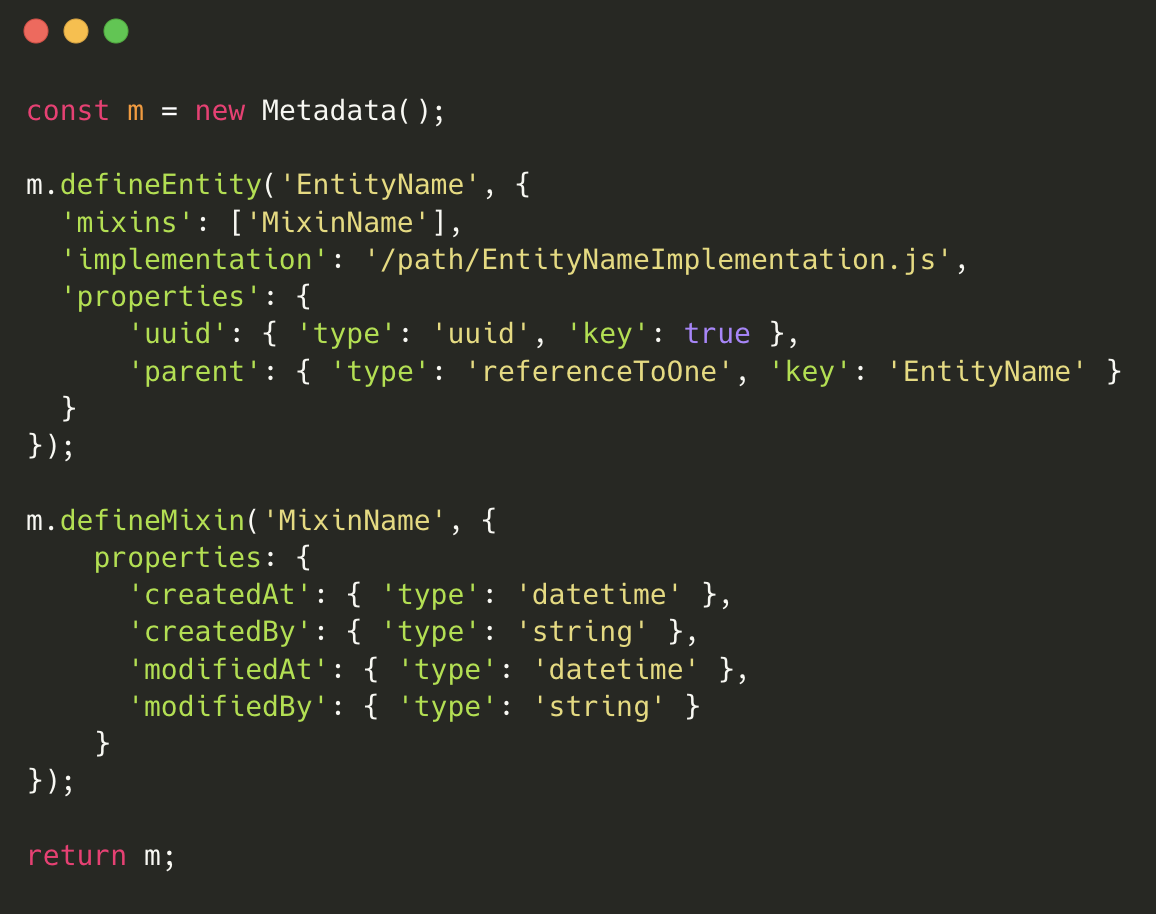 const m = new Metadata();

m.defineEntity('EntityName', {
  'mixins': ['MixinName'],
  'implementation': '/path/EntityNameImplementation.js',
  'properties': {
      'uuid': { 'type': 'uuid', 'key': true },
      'parent': { 'type': 'referenceToOne', 'key': 'EntityName' }
  }
});

m.defineMixin('MixinName', {
    properties: {
      'createdAt': { 'type': 'datetime' },
      'createdBy': { 'type': 'string' },
      'modifiedAt': { 'type': 'datetime' },
      'modifiedBy': { 'type': 'string' }
    }
});

return m;